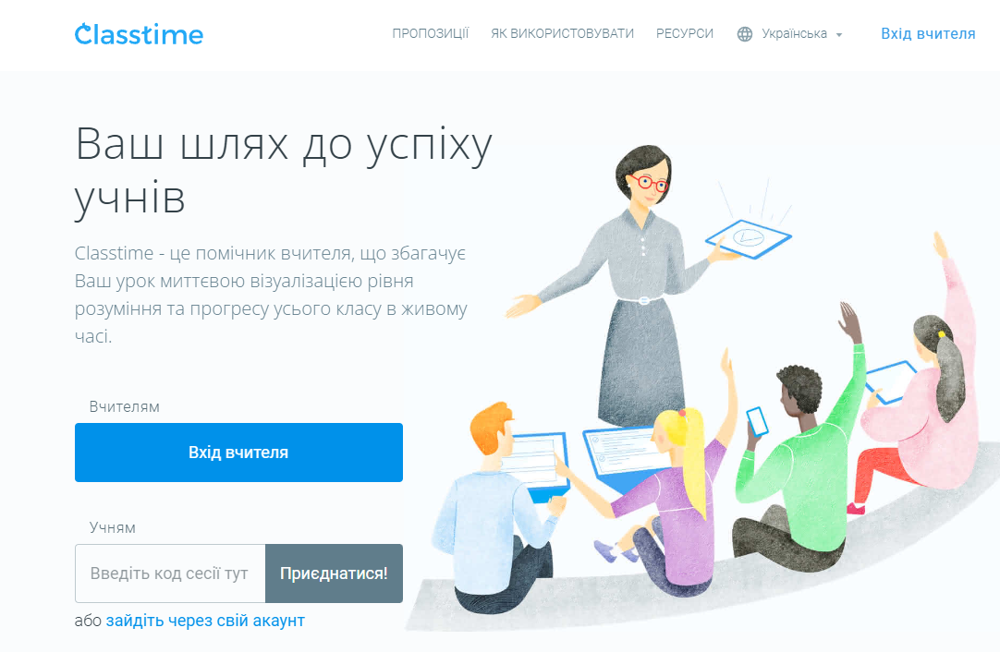 Classtime
ПРОПОЗИЦІЇ ЯК ВИКОРИСТОВУВАТИ РЕСУРСИ Українська Вхід вчителя
Ваш шлях до успіху
учнів
Classtime - це помічник вчителя, що збагачує
Ваш урок миттєвою візуалізацією рівня
розуміння та прогресу усього класу в живому
часі.
Вчителям
Вхід вчителя
Учням
Введіть код сесії тут Приєднатися!
або зайдіть через свій акаунт